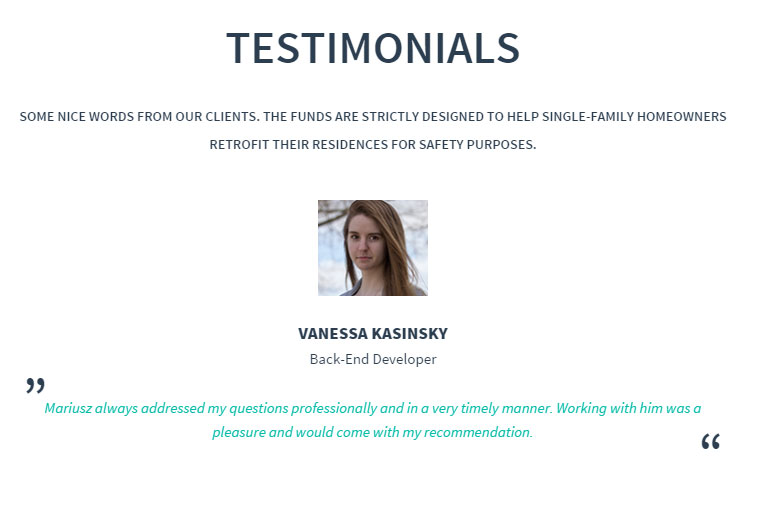 TESTIMONIALS
SOME NICE WORDS FROM OUR CLIENTS. THE FUNDS ARE STRICTLY DESIGNED TO HELP SINGLE-FAMILY HOMEOWNERS
RETROFIT THEIR RESIDENCES FOR SAFETY PURPOSES.
VANESSA KASINSKY
Back-End Developer
”
Mariusz always addressed my questions professionally and in a very timely manner. Working with him was a
pleasure and would come with my recommendation.
“